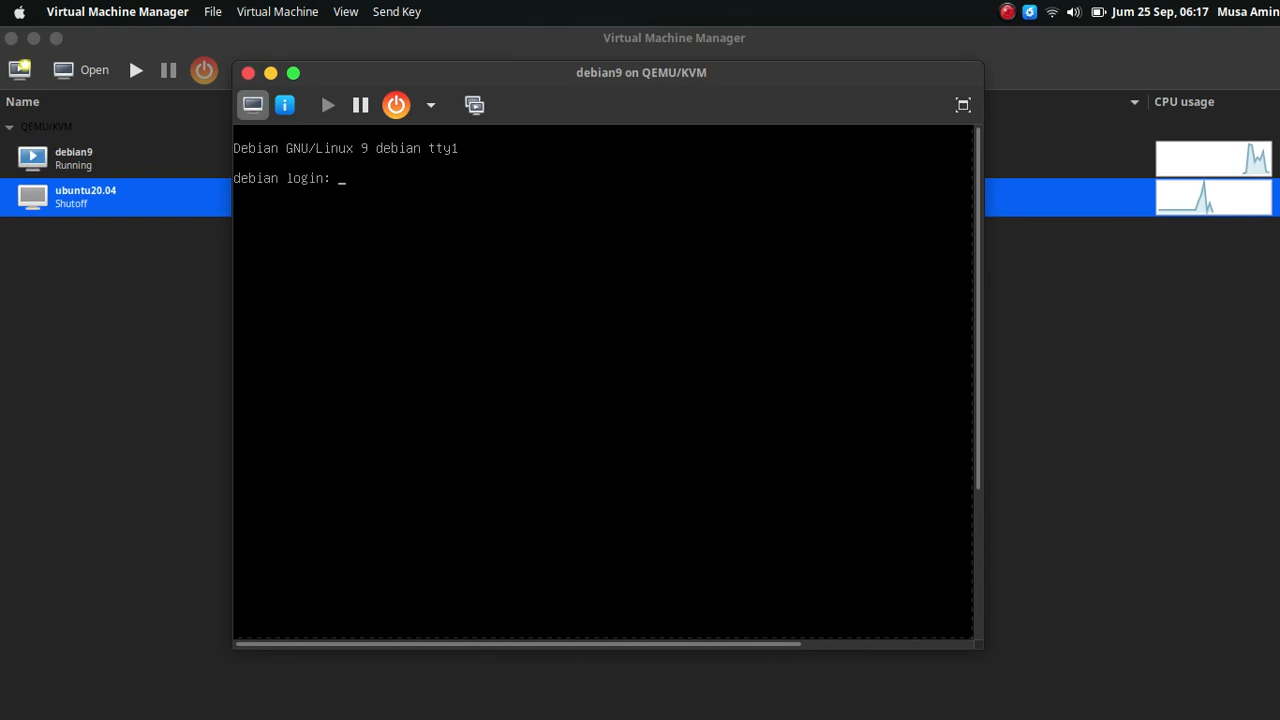 Virtual Machine Manager File Virtual Machine View Send Key Jum 25 Sep, 06:17 Musa Amin
Virtual Machine Manager
Open
debian9 on QEMU/KVM
Name CPU usage
QEMU/KVM
debian9
Running
ubuntu20.04
Shutoff
Debian GNU/Linux 9 debian tty1
debian login: _